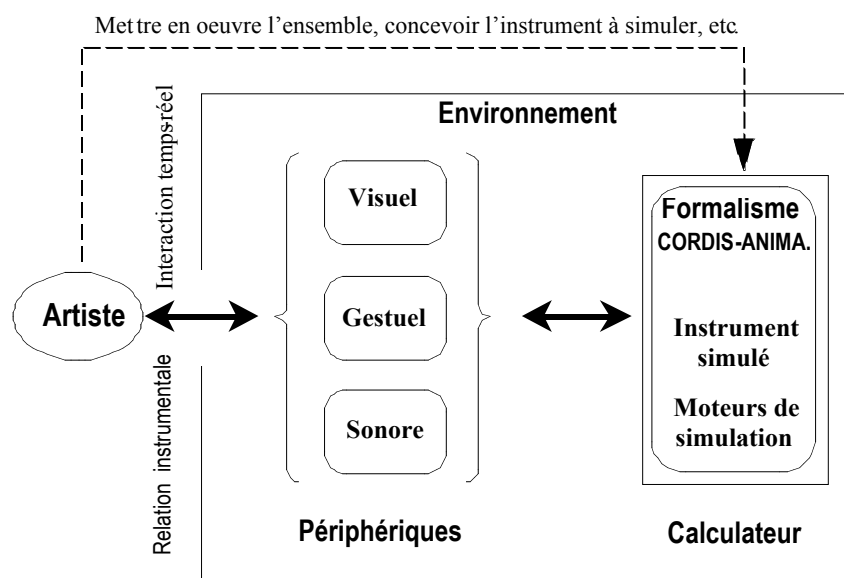 Mettre en oeuvre l'ensemble, concevoir l'instrument à simuler, etc
Interaction temps-réel
Relation instrumentale
Environnement
Artiste
Visuel
Gestuel
Sonore
Périphériques
Formalisme
CORDIS-ANIMA.
Instrument
simulé
Moteurs de
simulation
Calculateur